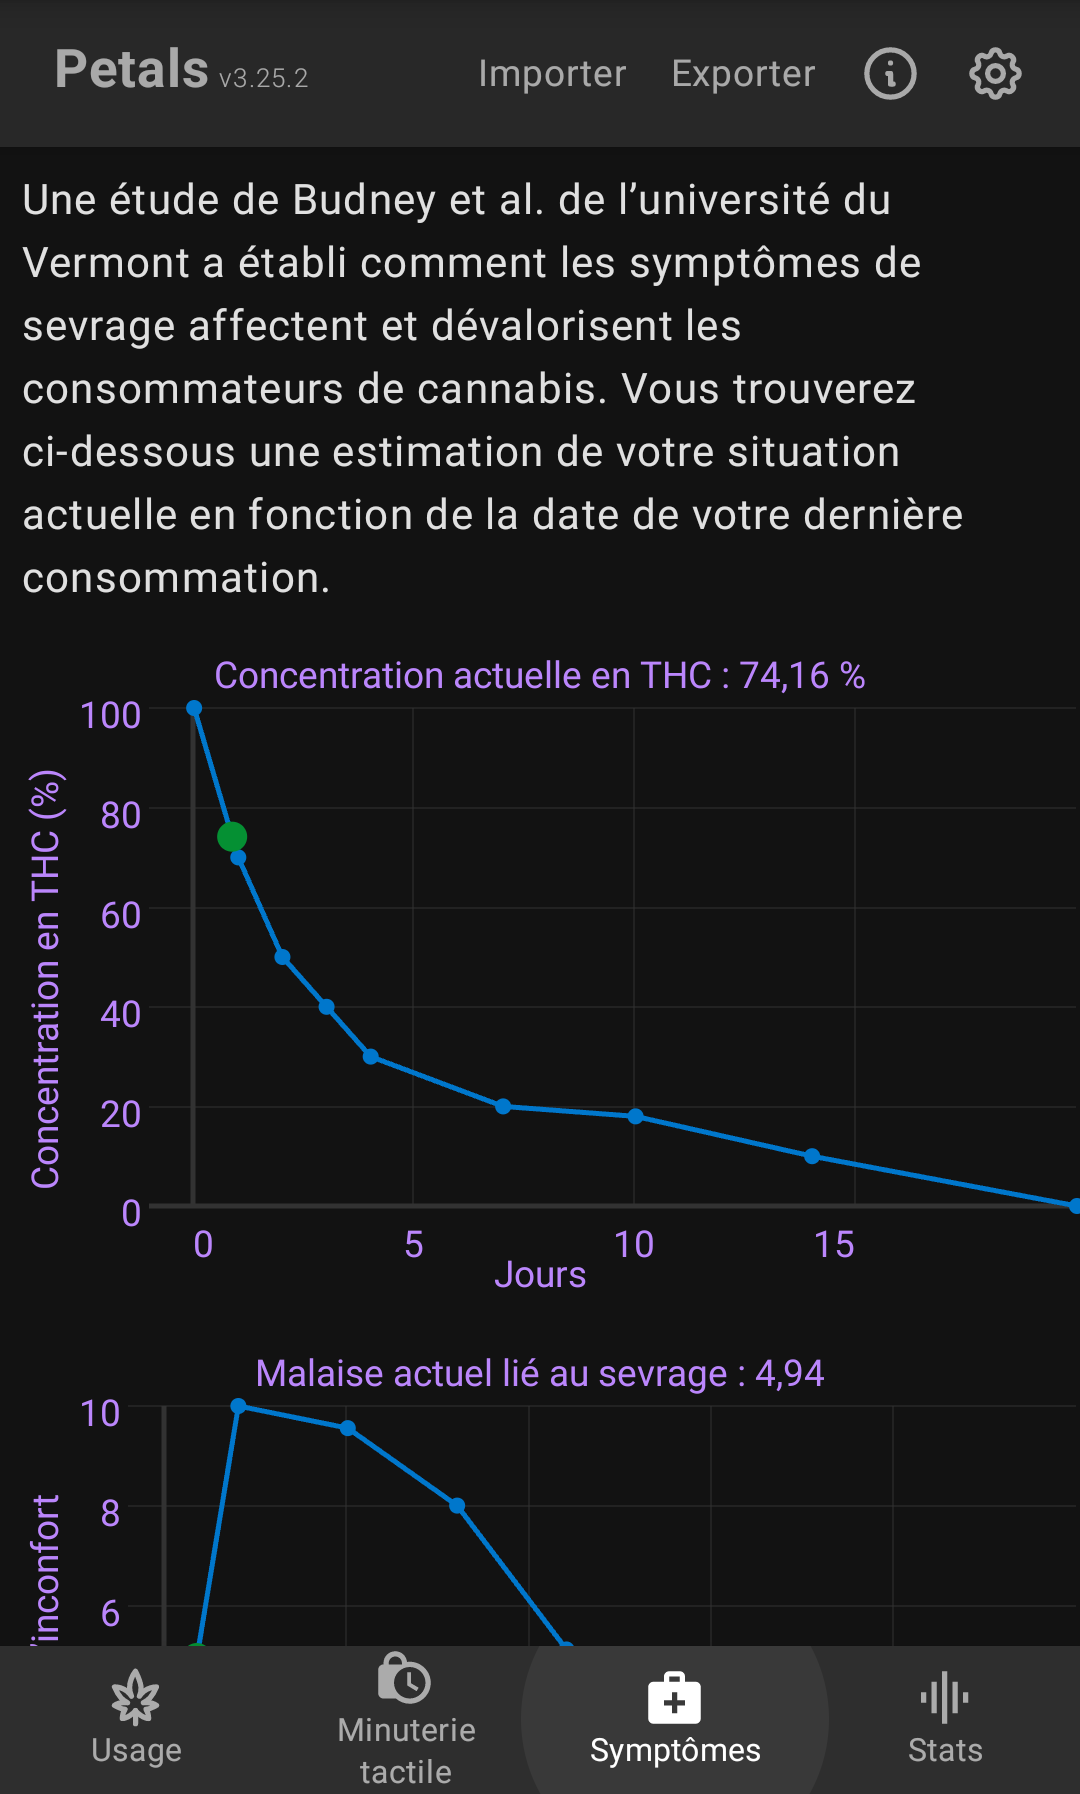 Petals v3.25.2 Importer Exporter
Une étude de Budney et al. de l’université du
Vermont a établi comment les symptômes de
sevrage affectent et dévalorisent les
consommateurs de cannabis. Vous trouverez
ci-dessous une estimation de votre situation
actuelle en fonction de la date de votre dernière
consommation.
Concentration actuelle en THC : 74,16 %
Concentration en THC (%)
100
80
60
40
20
0
0 5 10 15
Jours
Malaise actuel lié au sevrage : 4,94
10
8
6
'inconfort
Usage
Minuterie
tactile
Symptômes
Stats